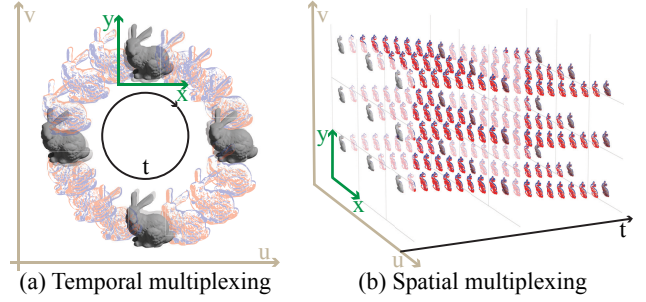 v
y
x
t
u
(a) Temporal multiplexing
v
y
x
u
t
(b) Spatial multiplexing